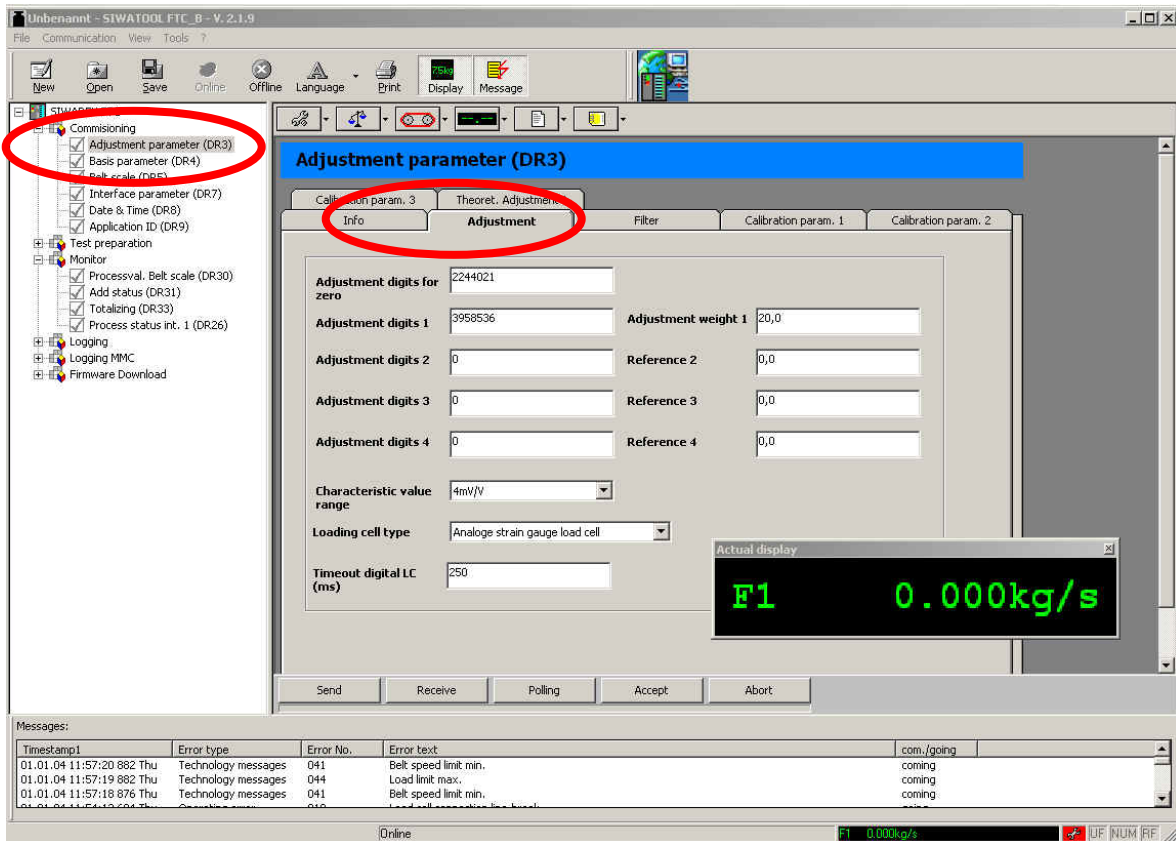 Unbenannt - SIWATOOL FTC_B - V. 2.1.9
File Communication View Tools ?
New Open Save Online Offline Language Print Display Message
75kg
Commisioning
Adjustment parameter (DR3)
Basis parameter (DR4)
Belt scale (DR5)
Interface parameter (DR7)
Date & Time (DR8)
Application ID (DR9)
Test preparation
Monitor
Processval. Belt scale (DR30)
Add status (DR31)
Totalizing (DR33)
Process status int. 1 (DR26)
Logging
Logging MMC
Firmware Download
Adjustment parameter (DR3)
Calibration param. 3 Theoret. Adjustment
Info Adjustment Filter Calibration param. 1 Calibration param. 2
Adjustment digits for zero 2244021
Adjustment digits 1 3958536 Adjustment weight 1 20,0
Adjustment digits 2 0 Reference 2 0,0
Adjustment digits 3 0 Reference 3 0,0
Adjustment digits 4 0 Reference 4 0,0
Characteristic value range 4mV/V
Loading cell type Analoge strain gauge load cell
Timeout digital LC (ms) 250
Actual display
F1 0.000kg/s
Send Receive Polling Accept Abort
Messages:
Timestamp1 Error type Error No. Error text com./going
01.01.04 11:57:20 882 Thu Technology messages 041 Belt speed limit min. coming
01.01.04 11:57:19 882 Thu Technology messages 044 Load limit max. coming
01.01.04 11:57:18 876 Thu Technology messages 041 Belt speed limit min. coming
Online F1 0.000kg/s UF NUM RF